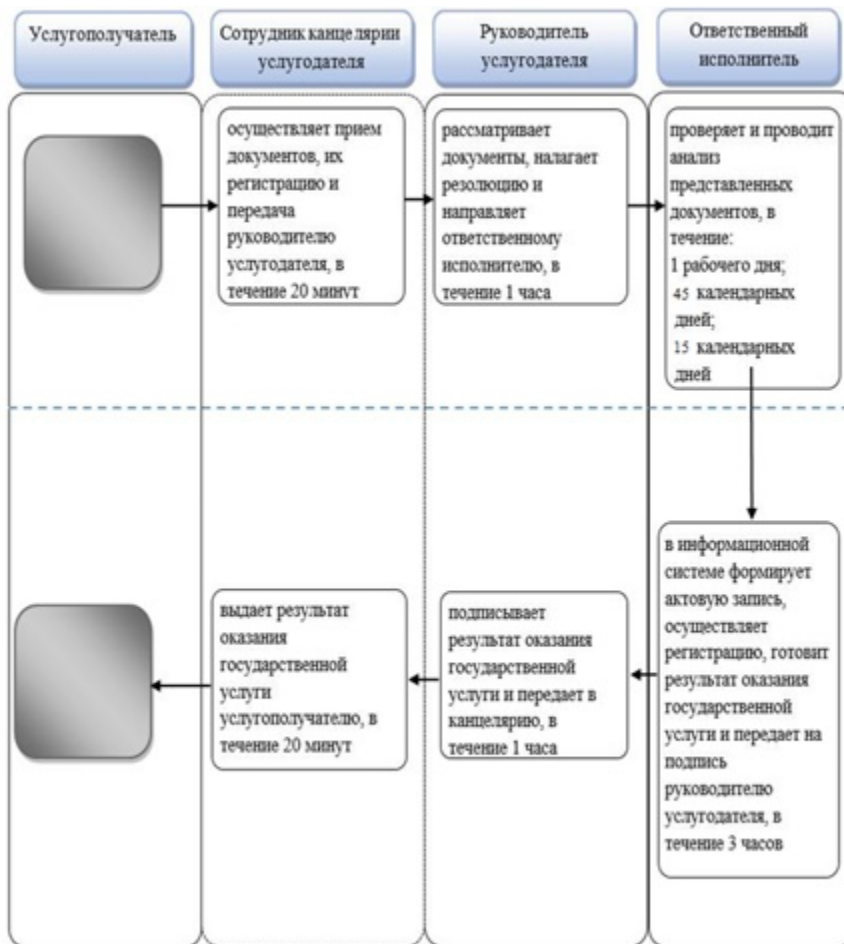 Услугополучатель
Сотрудник канцелярии
услугодателя
Руководитель
услугодателя
Ответственный
исполнитель
осуществляет прием
документов, их
регистрацию и
передача
руководителю
услугодателя, в
течение 20 минут
рассматривает
документы, налагает
резолюцию и
направляет
ответственному
исполнителю, в
течение 1 часа
проверяет и проводит
анализ
представленных
документов, в
течение:
1 рабочего дня;
45 календарных
дней;
15 календарных
дней
в информационной
системе формирует
актовую запись,
осуществляет
регистрацию, готовит
результат оказания
государственной
услуги и передает на
подпись
руководителю
услугодателя, в
течение 3 часов
подписывает
результат оказания
государственной
услуги и передает в
канцелярию, в
течение 1 часа
выдает результат
оказания
государственной
услуги
услугополучателю, в
течение 20 минут